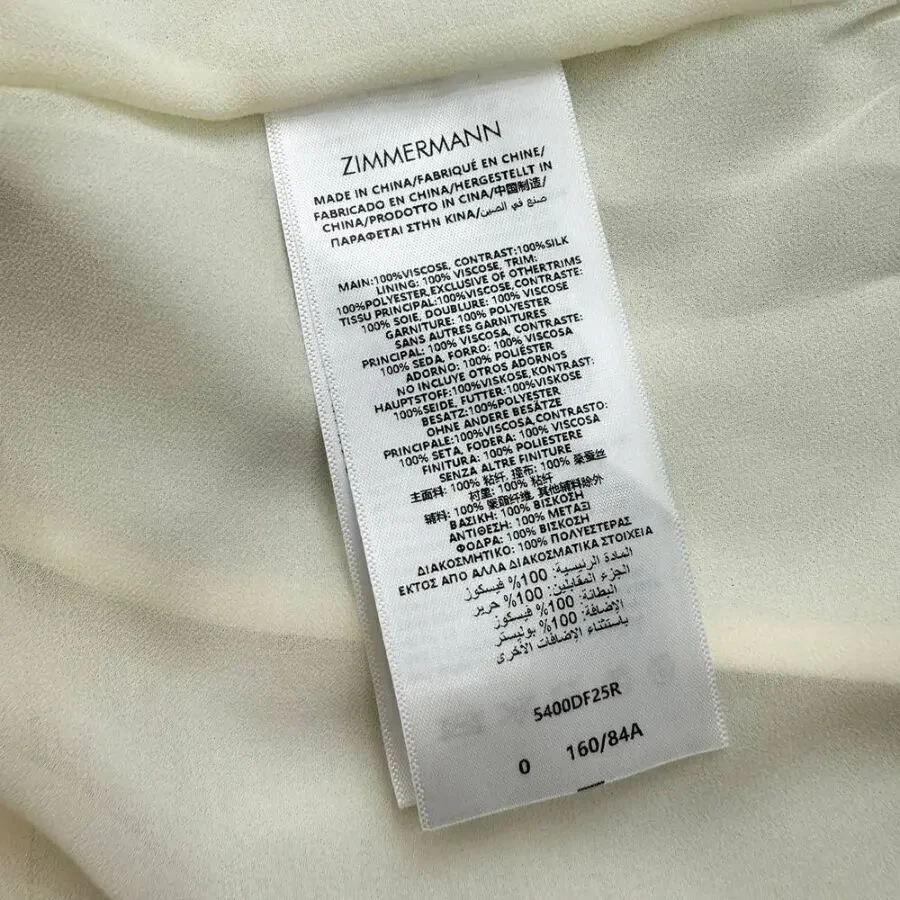 ZIMMERMANN
MADE IN CHINA/FABRIQUÉ EN CHINE/
FABRICADO EN CHINA/HERGESTELLT IN
CHINA/PRODOTTO IN CINA/中国制造/
ΠΑΡΑΦΕΤΑΙ ΣΤΗΝ ΚΙΝΑ/صنع في الصين
MAIN:100%VISCOSE, CONTRAST:100%SILK
LINING: 100% VISCOSE, TRIM:
100%POLYESTER,EXCLUSIVE OF OTHERTRIMS
TISSU PRINCIPAL:100%VISCOSE,CONTRASTE:
100% SOIE, DOUBLURE: 100% VISCOSE
GARNITURE: 100% POLYESTER
SANS AUTRES GARNITURES
PRINCIPAL: 100% VISCOSA, CONTRASTE:
100% SEDA, FORRO: 100% VISCOSA
ADORNO: 100% POLIÉSTER
NO INCLUYE OTROS ADORNOS
HAUPTSTOFF:100%VISKOSE,KONTRAST:
100%SEIDE, FUTTER:100%VISKOSE
BESATZ:100%POLYESTER
OHNE ANDERE BESÄTZE
PRINCIPALE:100%VISCOSA,CONTRASTO:
100% SETA, FODERA: 100% VISCOSA
FINITURA: 100% POLIESTERE
SENZA ALTRE FINITURE
主面料: 100% 粘纤, 撞布: 100% 桑蚕丝
衬里: 100% 粘纤
辅料: 100% 聚酯纤维, 其他辅料除外
ΒΑΣΙΚΗ: 100% ΒΙΣΚΟΖΗ
ΑΝΤΙΘΕΣΗ: 100% ΜΕΤΑΞΙ
ΦΟΔΡΑ: 100% ΒΙΣΚΟΖΗ
ΔΙΑΚΟΣΜΗΤΙΚΟ: 100% ΠΟΛΥΕΣΤΕΡΑΣ
ΕΚΤΟΣ ΑΠΟ ΑΛΛΑ ΔΙΑΚΟΣΜΑΤΙΚΑ ΣΤΟΙΧΕΙΑ
المادة الرئيسية: 100% فيسكوز
الجزء المقابلين: 100% حرير
البطانة: 100% فيسكوز
الإضافة: 100% بوليستر
باستثناء الإضافات الأخرى
5400DF25R
0 160/84A